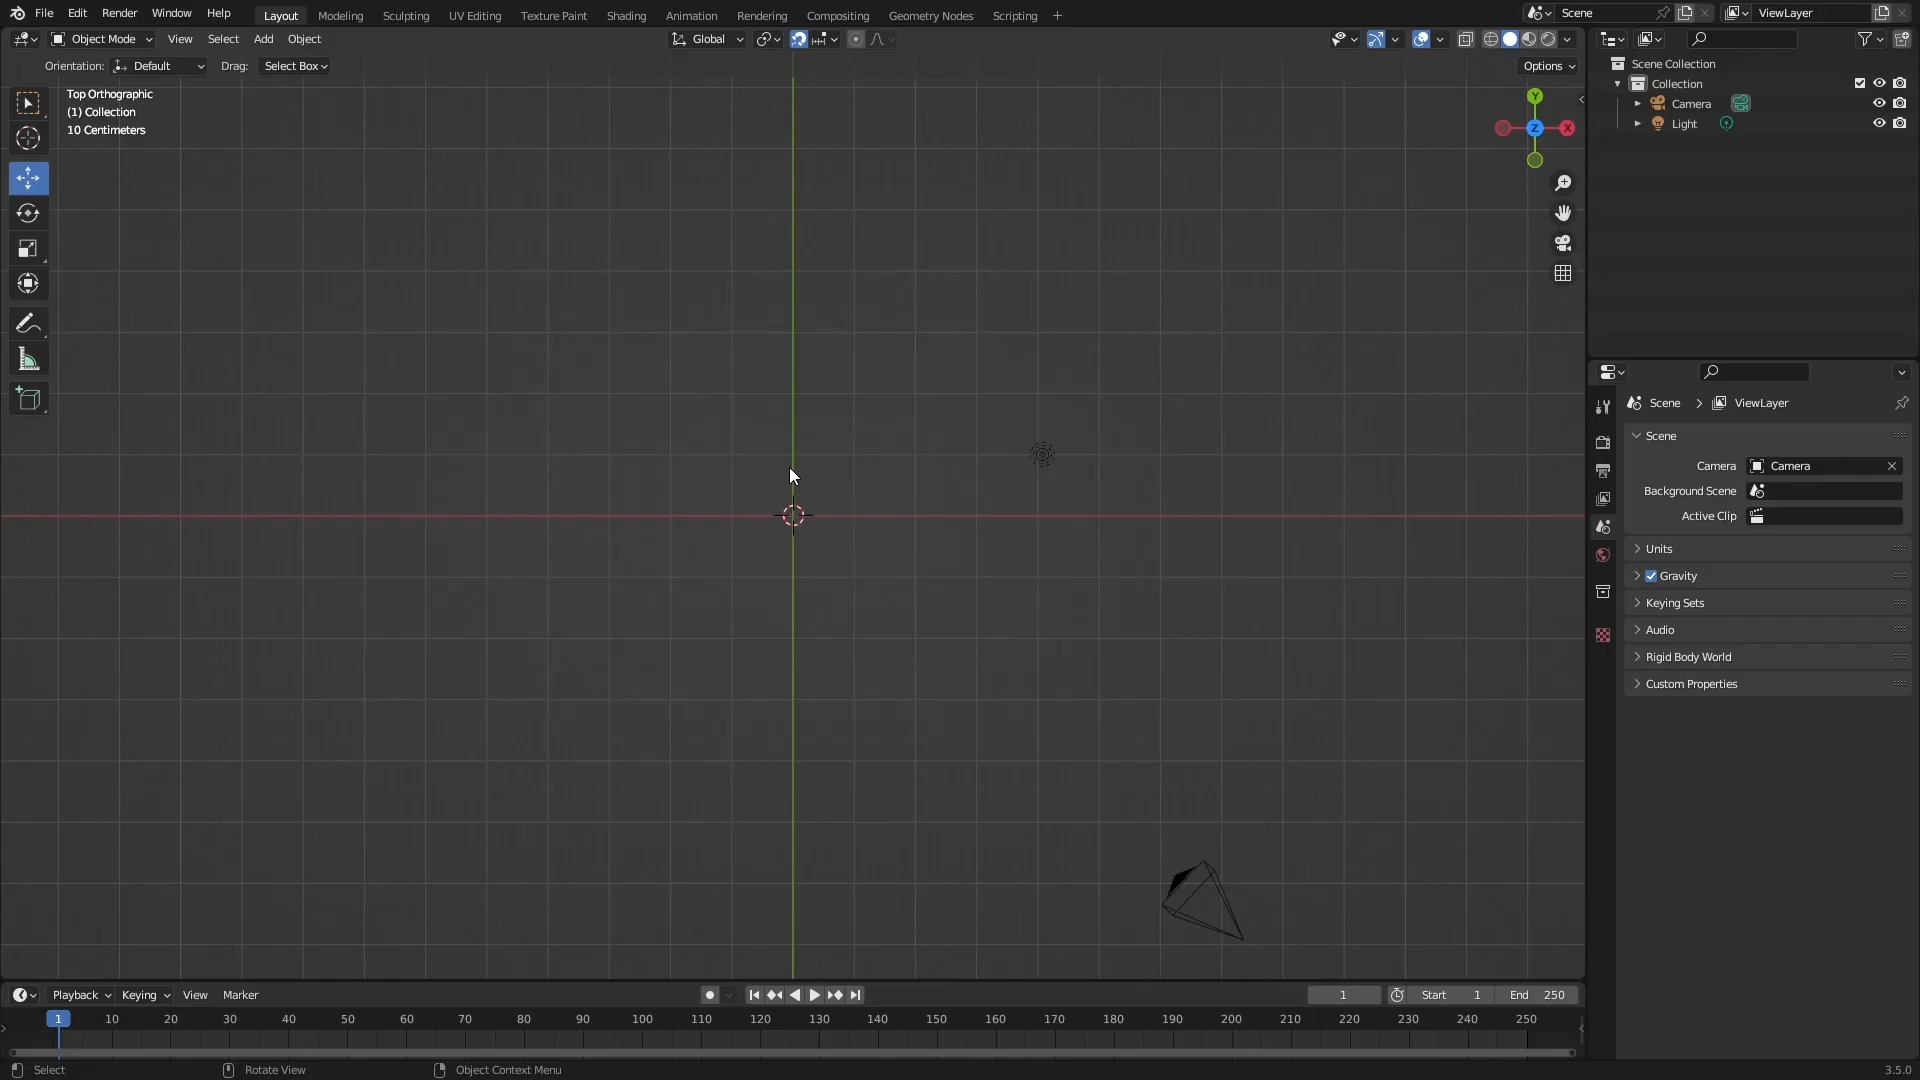 File Edit Render Window Help Layout Modeling Sculpting UV Editing Texture Paint Shading Animation Rendering Compositing Geometry Nodes Scripting + Scene ViewLayer
Object Mode View Select Add Object Global
Orientation: Default Drag: Select Box Options
Top Orthographic
(1) Collection
10 Centimeters
Y
Z X
Scene Collection
Collection
Camera
Light
Scene > ViewLayer
Scene
Camera Camera
Background Scene
Active Clip
Units
Gravity
Keying Sets
Audio
Rigid Body World
Custom Properties
Playback Keying View Marker 1 Start 1 End 250
1 10 20 30 40 50 60 70 80 90 100 110 120 130 140 150 160 170 180 190 200 210 220 230 240 250
Select Rotate View Object Context Menu 3.5.0